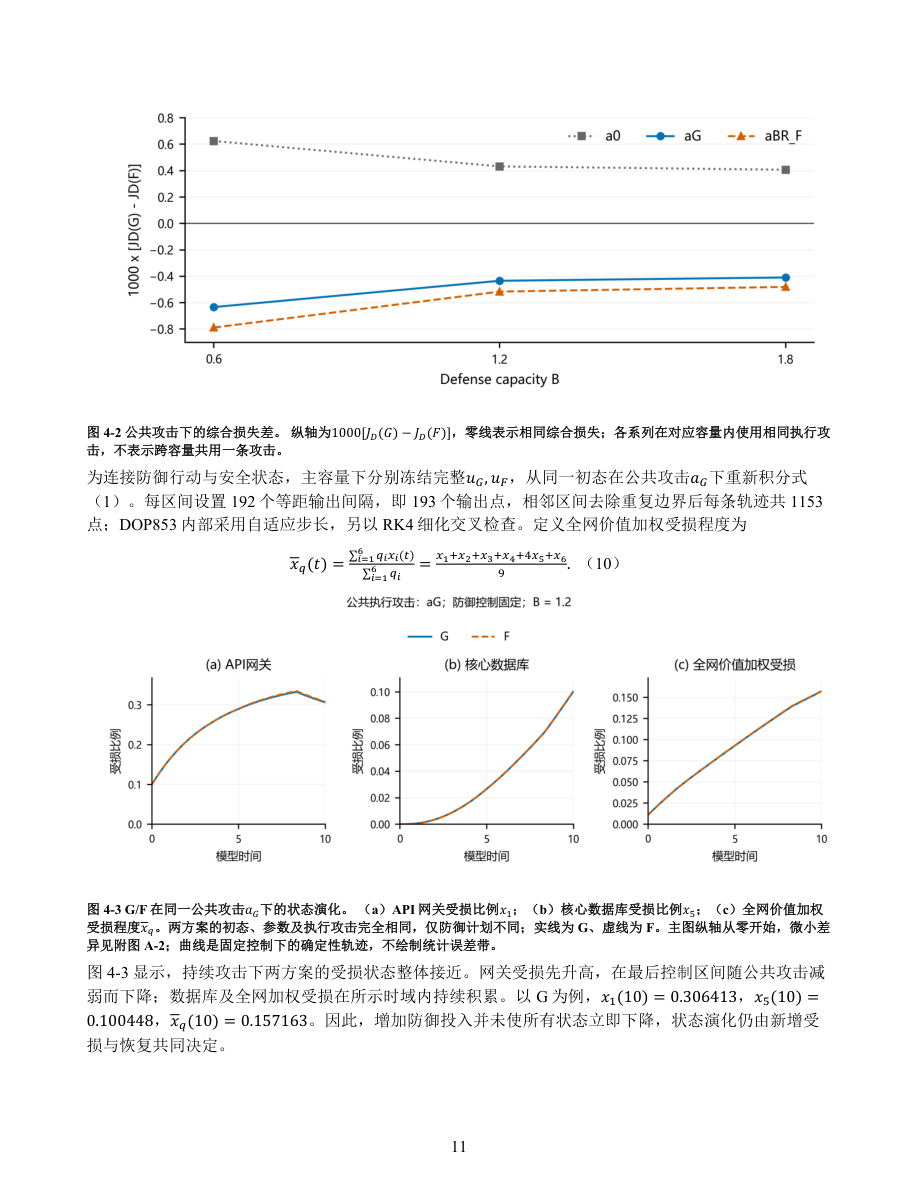 0.8
0.6
0.4
0.2
0.0
−0.2
−0.4
−0.6
−0.8
1000 x [JD(G) - JD(F)]
a0 aG aBR_F
0.6 1.2 1.8
Defense capacity B
图 4-2 公共攻击下的综合损失差。 纵轴为1000[J_D(G) − J_D(F)]，零线表示相同综合损失；各系列在对应容量内使用相同执行攻
击，不表示跨容量共用一条攻击。
为连接防御行动与安全状态，主容量下分别冻结完整u_G, u_F，从同一初态在公共攻击a_G下重新积分式
（1）。每区间设置 192 个等距输出间隔，即 193 个输出点，相邻区间去除重复边界后每条轨迹共 1153
点；DOP853 内部采用自适应步长，另以 RK4 细化交叉检查。定义全网价值加权受损程度为
x̅_q(t) = ∑_{i=1}^{6} q_i x_i(t) / ∑_{i=1}^{6} q_i = x_1+x_2+x_3+x_4+4x_5+x_6 / 9. （10）
公共执行攻击：aG；防御控制固定；B = 1.2
G F
(a) API网关 (b) 核心数据库 (c) 全网价值加权受损
受损比例
0.3
0.2
0.1
0.0
0 5 10
模型时间
受损比例
0.10
0.08
0.06
0.04
0.02
0.00
0 5 10
模型时间
受损比例
0.150
0.125
0.100
0.075
0.050
0.025
0.000
0 5 10
模型时间
图 4-3 G/F 在同一公共攻击a_G下的状态演化。（a）API 网关受损比例x_1；（b）核心数据库受损比例x_5；（c）全网价值加权
受损程度x̅_q。两方案的初态、参数及执行攻击完全相同，仅防御计划不同；实线为 G、虚线为 F。主图纵轴从零开始，微小差
异见附图 A-2；曲线是固定控制下的确定性轨迹，不绘制统计误差带。
图 4-3 显示，持续攻击下两方案的受损状态整体接近。网关受损先升高，在最后控制区间随公共攻击减
弱而下降；数据库及全网加权受损在所示时域内持续积累。以 G 为例，x_1(10) = 0.306413，x_5(10) =
0.100448，x̅_q(10) = 0.157163。因此，增加防御投入并未使所有状态立即下降，状态演化仍由新增受
损与恢复共同决定。
11